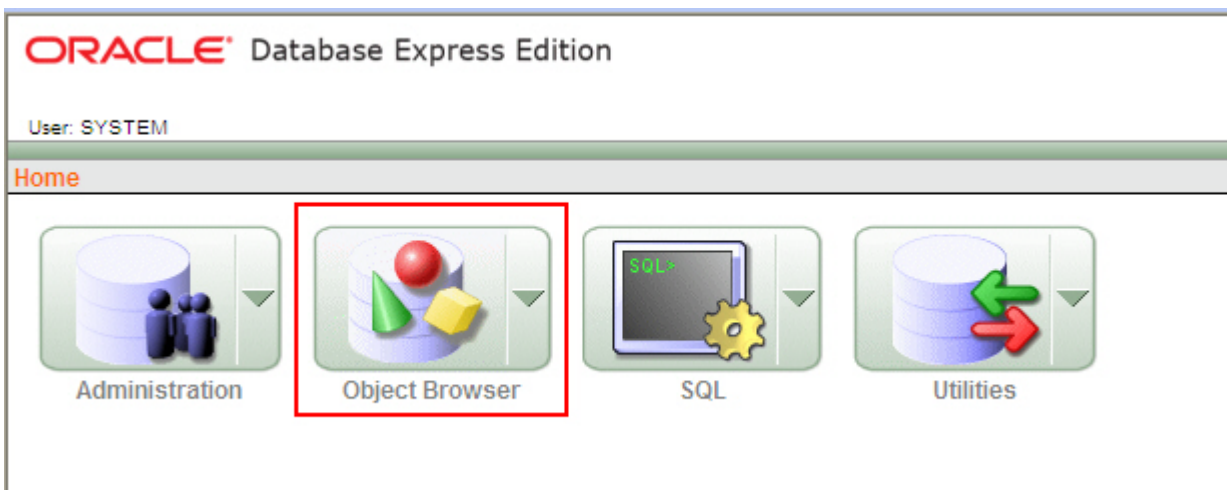 ORACLE Database Express Edition
User: SYSTEM
Home
SQL>
Administration
Object Browser
SQL
Utilities